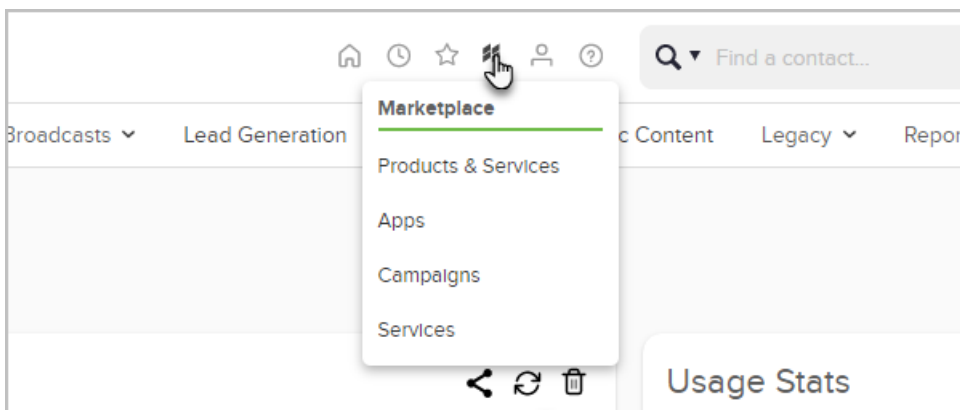 Find a contact...
Marketplace
Broadcasts Lead Generation c Content Legacy Repor
Products & Services
Apps
Campaigns
Services
Usage Stats